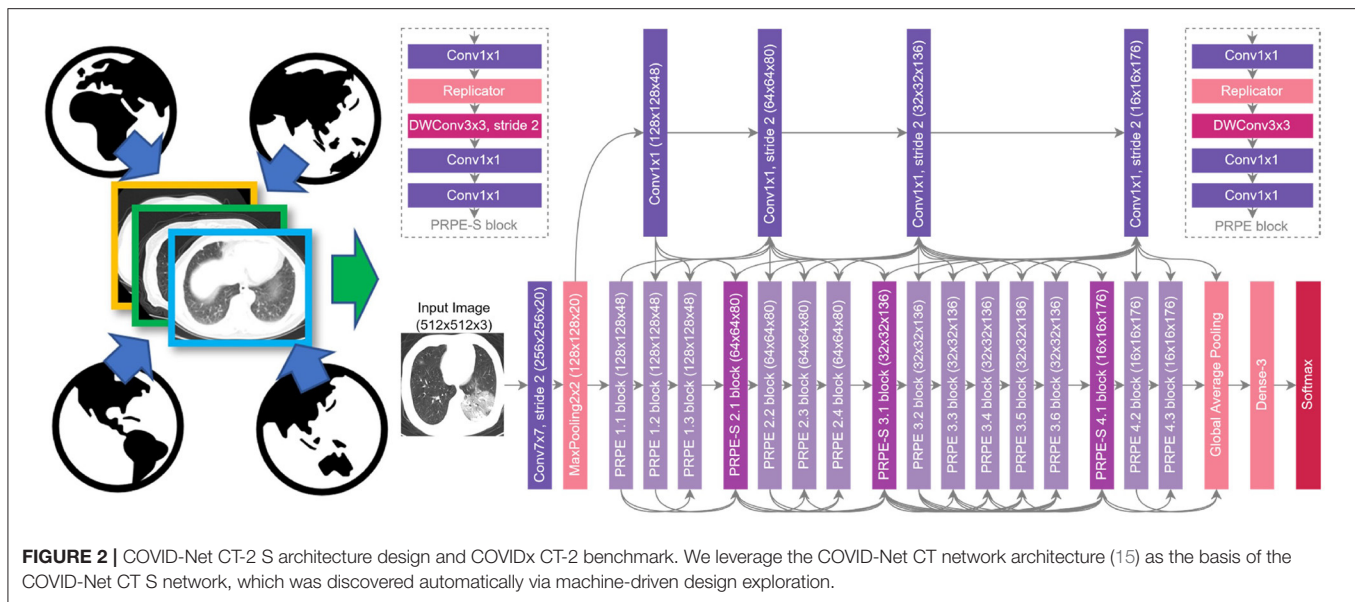 Conv1x1
Replicator
DWConv3x3, stride 2
Conv1x1
Conv1x1
PRPE-S block
Conv1x1 (128x128x48)
Conv1x1, stride 2 (64x64x80)
Conv1x1, stride 2 (32x32x136)
Conv1x1, stride 2 (16x16x176)
Conv1x1
Replicator
DWConv3x3
Conv1x1
Conv1x1
PRPE block
Input Image
(512x512x3)
Conv7x7, stride 2 (256x256x20)
MaxPooling2x2 (128x128x20)
PRPE 1.1 block (128x128x48)
PRPE 1.2 block (128x128x48)
PRPE 1.3 block (128x128x48)
PRPE-S 2.1 block (64x64x80)
PRPE 2.2 block (64x64x80)
PRPE 2.3 block (64x64x80)
PRPE 2.4 block (64x64x80)
PRPE-S 3.1 block (32x32x136)
PRPE 3.2 block (32x32x136)
PRPE 3.3 block (32x32x136)
PRPE 3.4 block (32x32x136)
PRPE 3.5 block (32x32x136)
PRPE 3.6 block (32x32x136)
PRPE-S 4.1 block (16x16x176)
PRPE 4.2 block (16x16x176)
PRPE 4.3 block (16x16x176)
Global Average Pooling
Dense-3
Softmax
FIGURE 2 | COVID-Net CT-2 S architecture design and COVIDx CT-2 benchmark. We leverage the COVID-Net CT network architecture (15) as the basis of the
COVID-Net CT S network, which was discovered automatically via machine-driven design exploration.